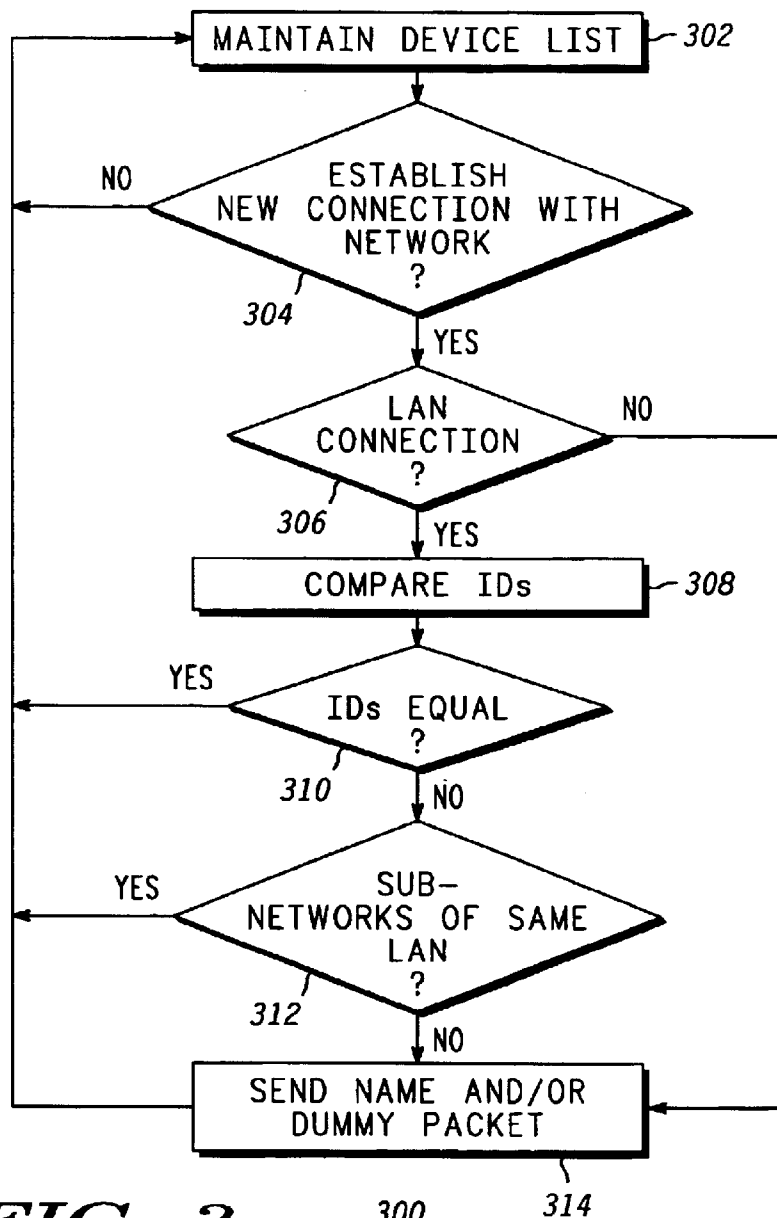 MAINTAIN DEVICE LIST
302
ESTABLISH
NEW CONNECTION WITH
NETWORK
?
NO
304
YES
LAN
CONNECTION
?
NO
306
YES
COMPARE IDs
308
YES
IDs EQUAL
?
310
NO
YES
SUB-
NETWORKS OF SAME
LAN
?
312
NO
SEND NAME AND/OR
DUMMY PACKET
314
FIG. 3
300